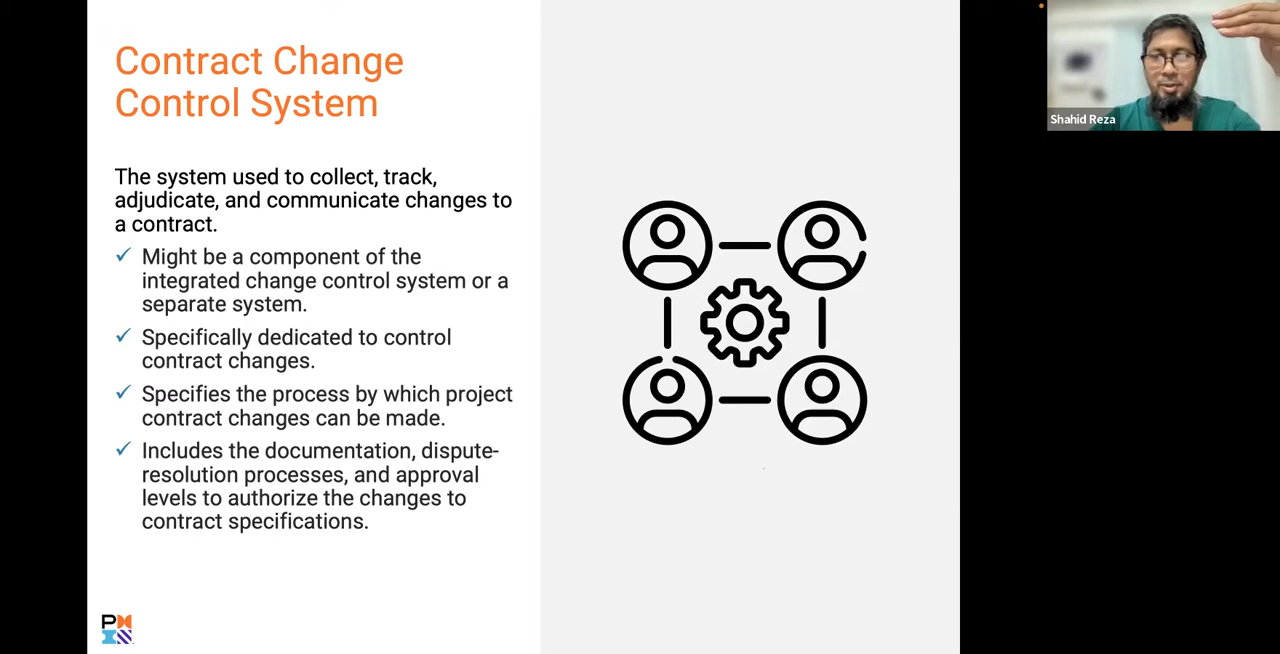 Contract Change
Control System
The system used to collect, track,
adjudicate, and communicate changes to
a contract.
Might be a component of the
integrated change control system or a
separate system.
Specifically dedicated to control
contract changes.
Specifies the process by which project
contract changes can be made.
Includes the documentation, dispute-
resolution processes, and approval
levels to authorize the changes to
contract specifications.
Shahid Reza